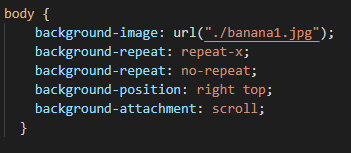 body {
background-image: url("./banana1.jpg");
background-repeat: repeat-x;
background-repeat: no-repeat;
background-position: right top;
background-attachment: scroll;
}